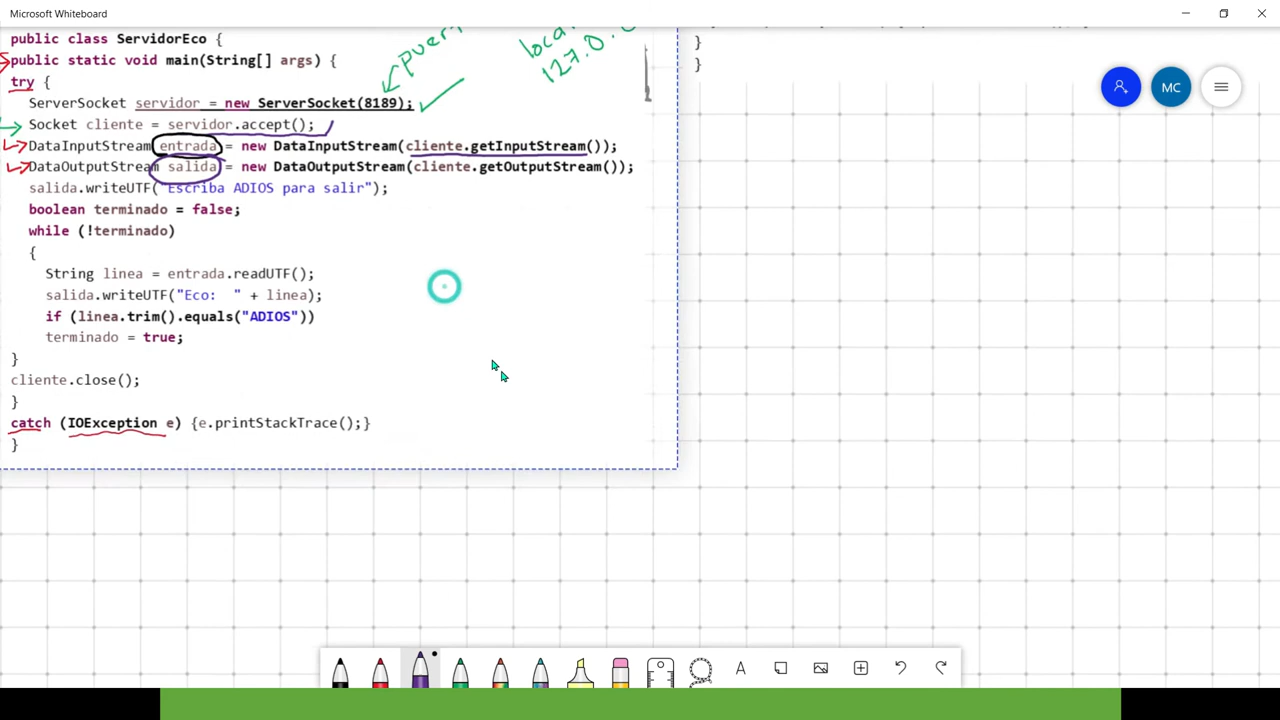 Microsoft Whiteboard
public class ServidorEco {
public static void main(String[] args) {
try {
ServerSocket servidor = new ServerSocket(8189);
Socket cliente = servidor.accept();
DataInputStream entrada = new DataInputStream(cliente.getInputStream());
DataOutputStream salida = new DataOutputStream(cliente.getOutputStream());
salida.writeUTF("Escriba ADIOS para salir");
boolean terminado = false;
while (!terminado)
{
String linea = entrada.readUTF();
salida.writeUTF("Eco:  " + linea);
if (linea.trim().equals("ADIOS"))
terminado = true;
}
cliente.close();
}
catch (IOException e) {e.printStackTrace();}
}
127.0.
}
}
MC
A